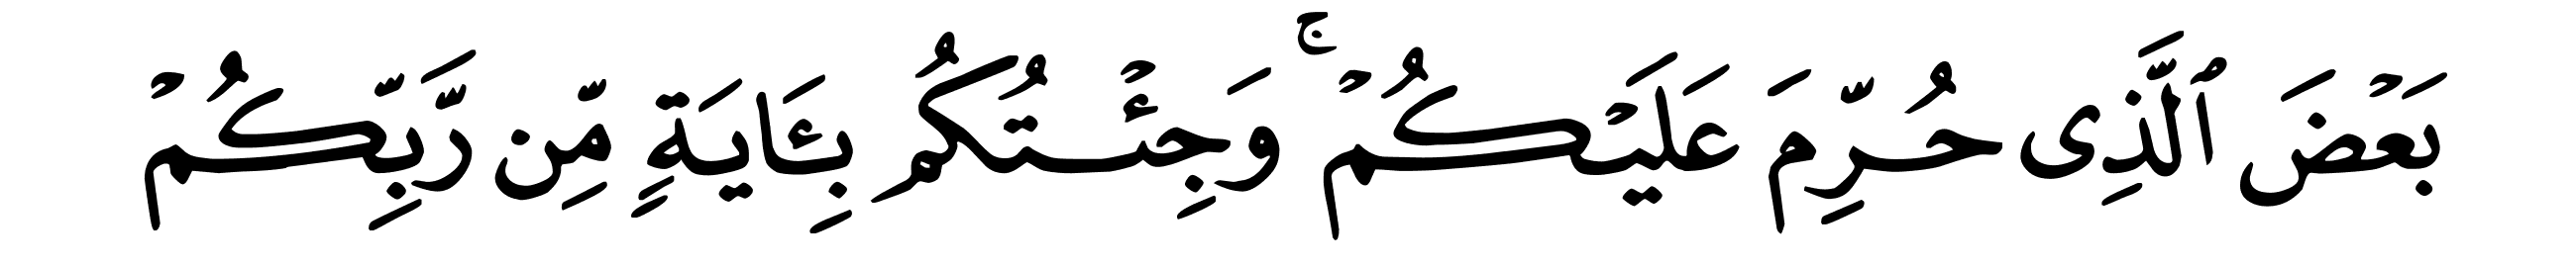 بَعْضَ ٱلَّذِى حُرِّمَ عَلَيْكُمْ ۚ وَجِئْتُكُم بِـَٔايَةٍ مِّن رَّبِّكُمْ